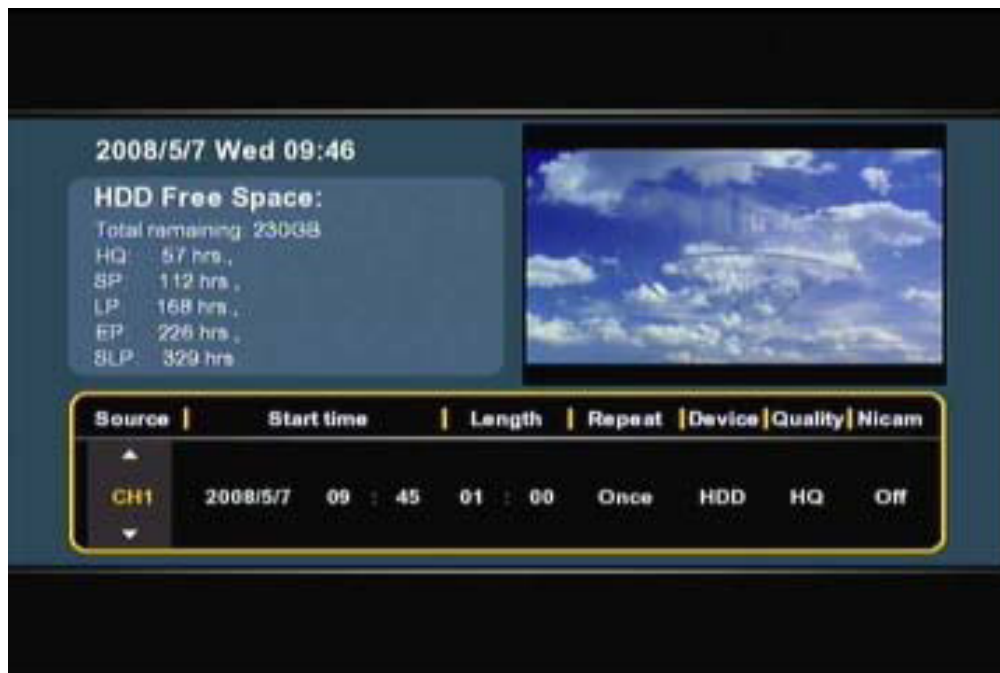 2008/5/7 Wed 09:46
HDD Free Space:
Total remaining: 230GB
HQ: 57 hrs ,
SP: 112 hrs ,
LP: 168 hrs ,
EP: 226 hrs ,
SLP: 329 hrs
Source Start time Length Repeat Device Quality Nicam
CH1 2008/5/7 09 : 45 01 : 00 Once HDD HQ Off